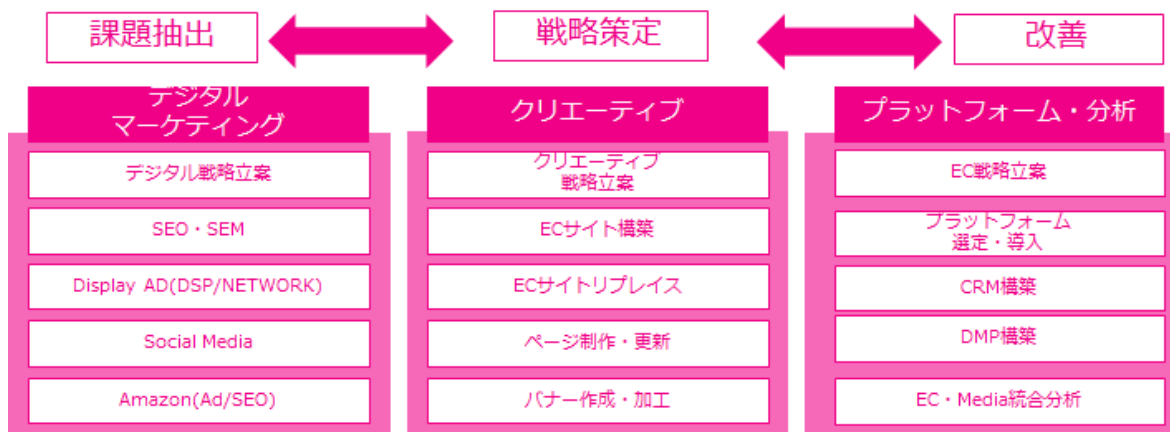 課題抽出
戦略策定
改善
デジタル
マーケティング
デジタル戦略立案
SEO・SEM
Display AD(DSP/NETWORK)
Social Media
Amazon(Ad/SEO)
クリエーティブ
クリエーティブ
戦略立案
ECサイト構築
ECサイトリプレイス
ページ制作・更新
バナー作成・加工
プラットフォーム・分析
EC戦略立案
プラットフォーム
選定・導入
CRM構築
DMP構築
EC・Media統合分析